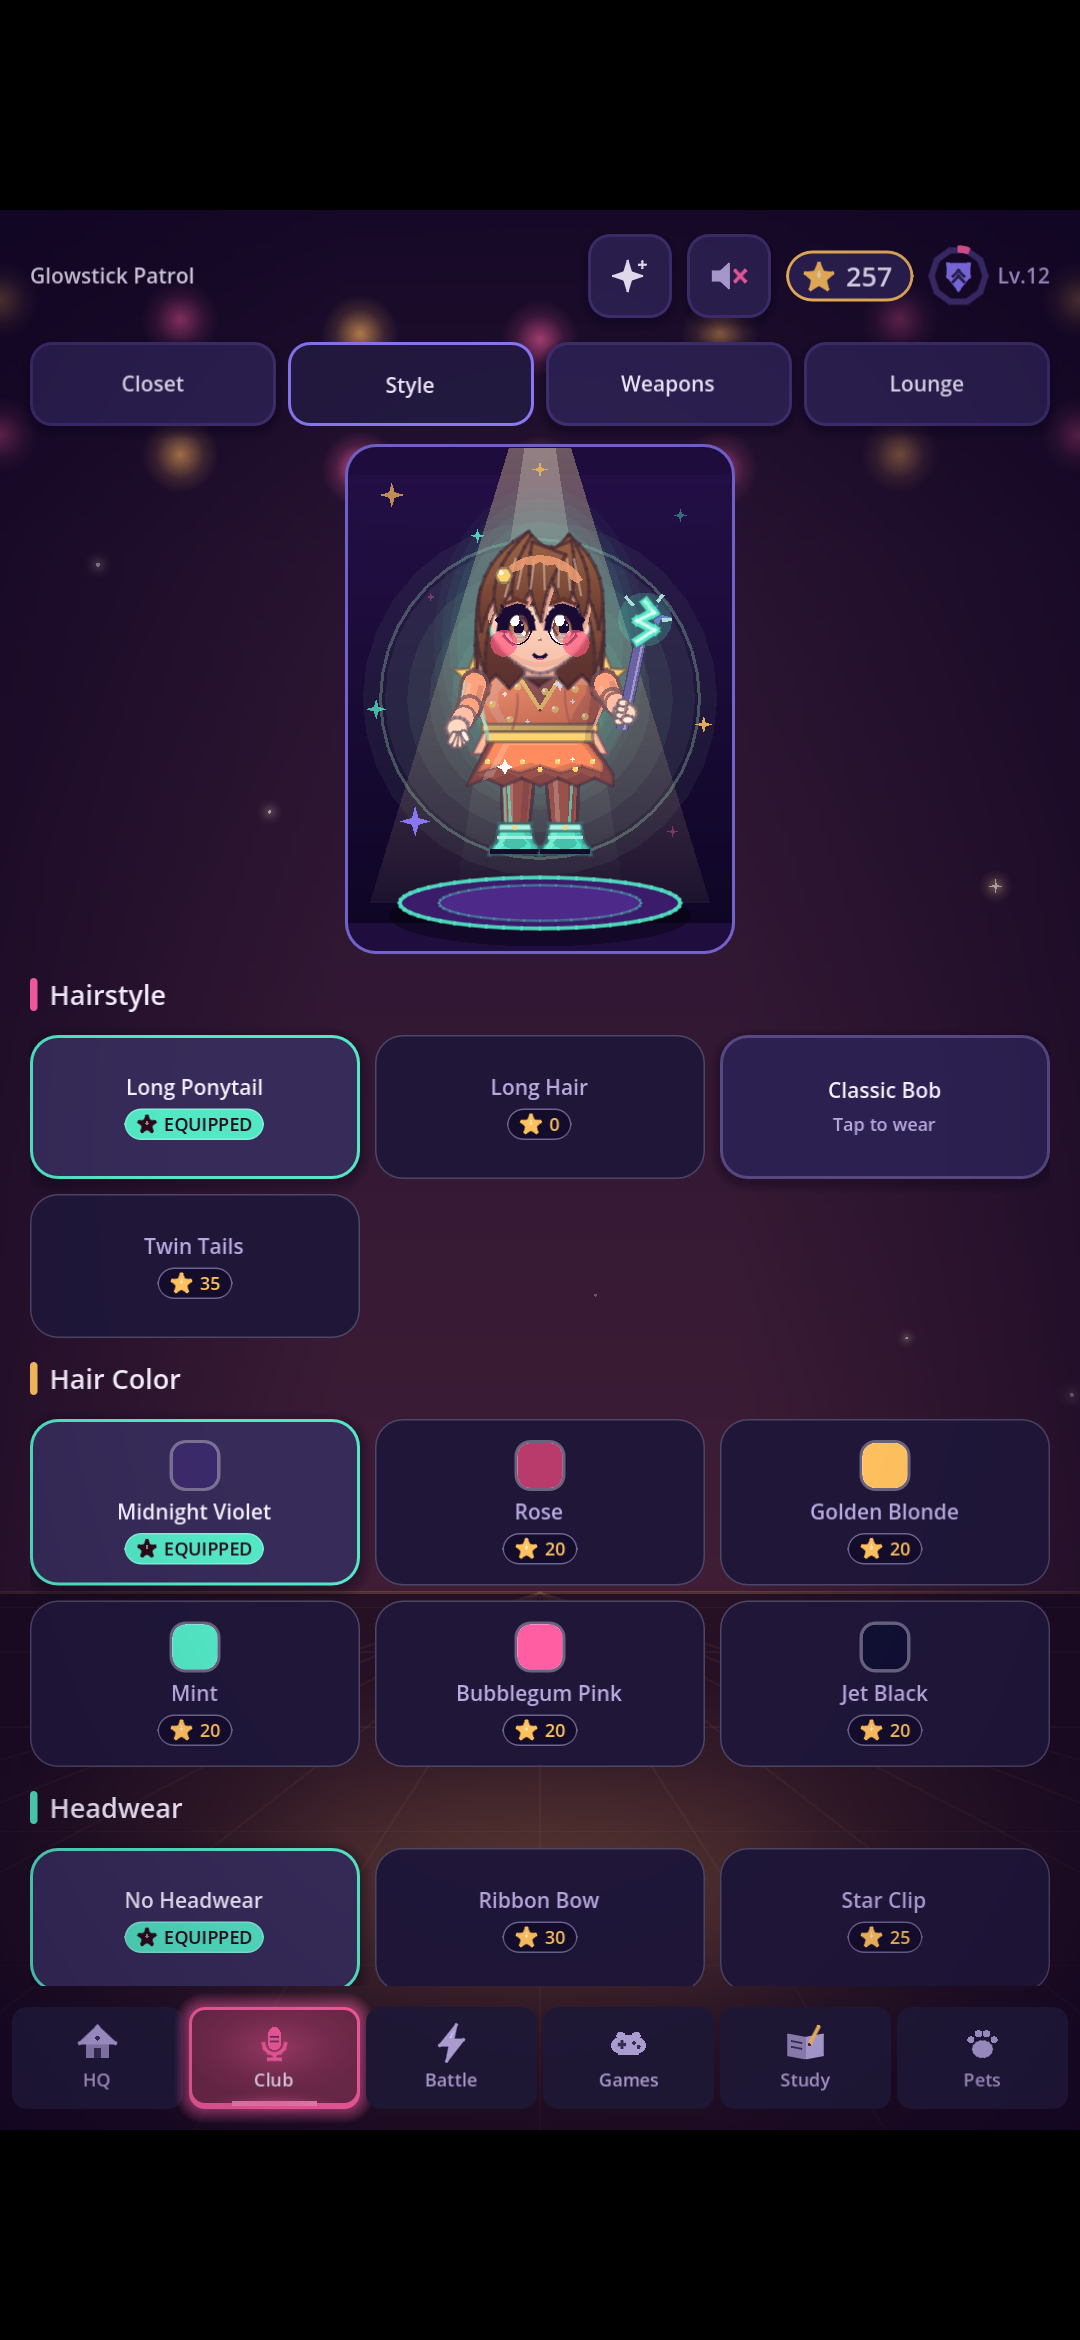 Glowstick Patrol
257
Lv.12
Closet
Style
Weapons
Lounge
Hairstyle
Long Ponytail
EQUIPPED
Long Hair
0
Classic Bob
Tap to wear
Twin Tails
35
Hair Color
Midnight Violet
EQUIPPED
Rose
20
Golden Blonde
20
Mint
20
Bubblegum Pink
20
Jet Black
20
Headwear
No Headwear
EQUIPPED
Ribbon Bow
30
Star Clip
25
HQ
Club
Battle
Games
Study
Pets